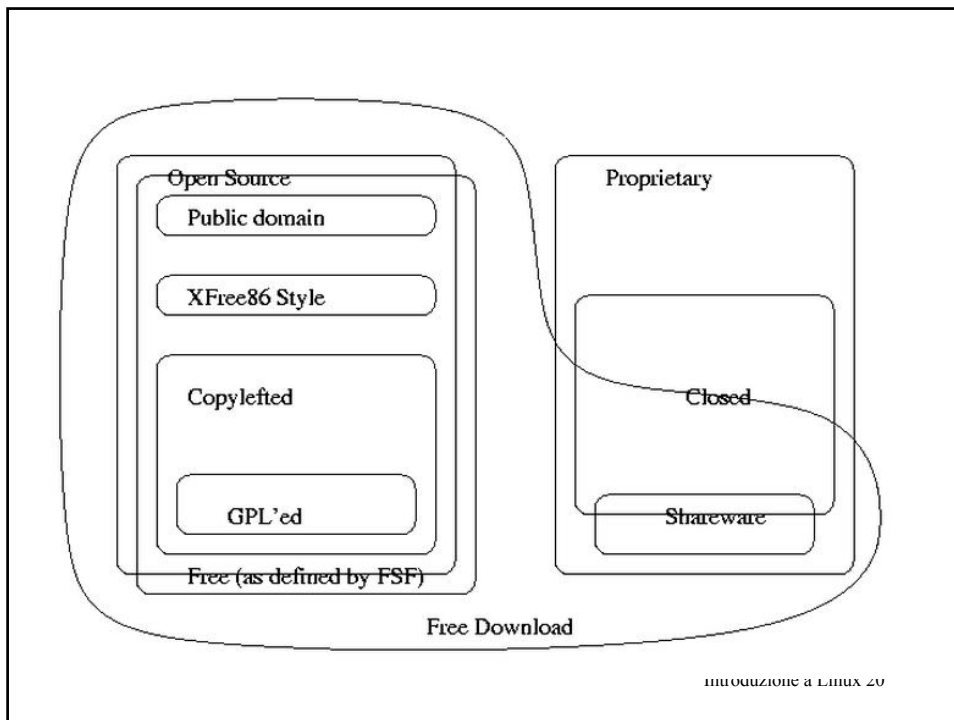 Open Source
Proprietary
Public domain
XFree86 Style
Copylefted
Closed
GPL'ed
Shareware
Free (as defined by FSF)
Free Download
Introduzione a Linux 20